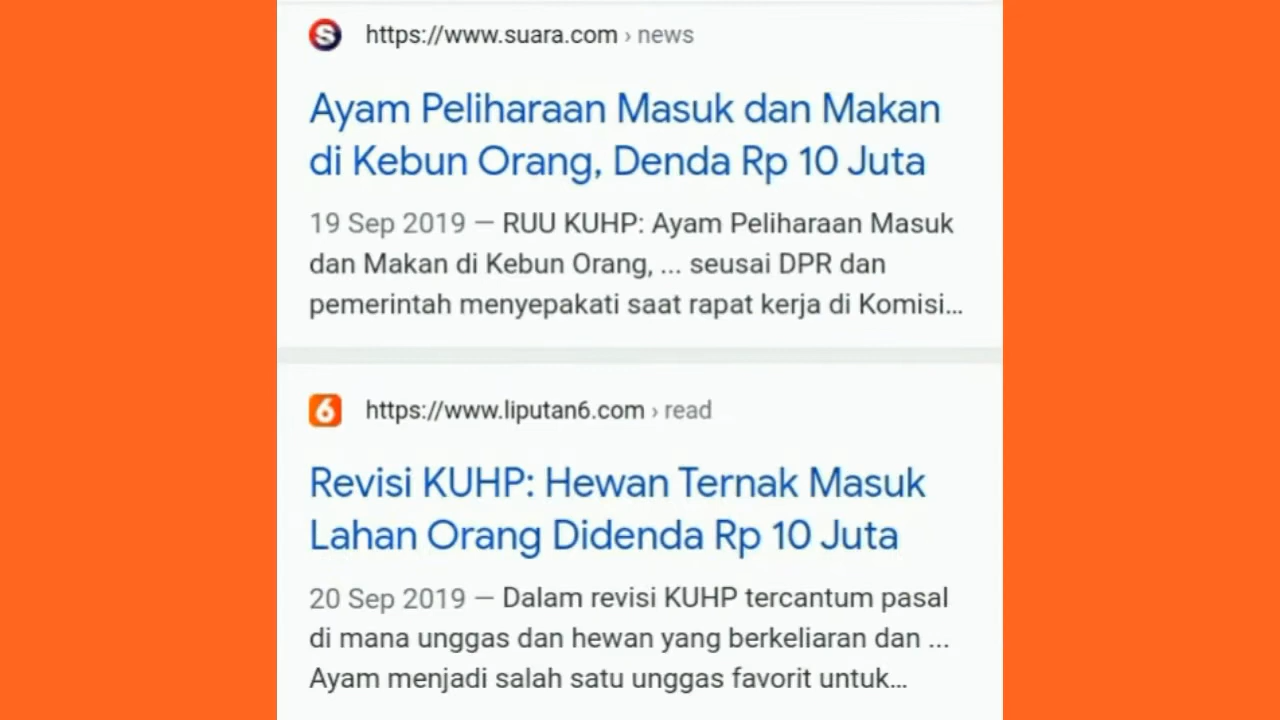 S
https://www.suara.com › news
Ayam Peliharaan Masuk dan Makan
di Kebun Orang, Denda Rp 10 Juta
19 Sep 2019 — RUU KUHP: Ayam Peliharaan Masuk
dan Makan di Kebun Orang, ... seusai DPR dan
pemerintah menyepakati saat rapat kerja di Komisi...
6
https://www.liputan6.com › read
Revisi KUHP: Hewan Ternak Masuk
Lahan Orang Didenda Rp 10 Juta
20 Sep 2019 — Dalam revisi KUHP tercantum pasal
di mana unggas dan hewan yang berkeliaran dan ...
Ayam menjadi salah satu unggas favorit untuk...